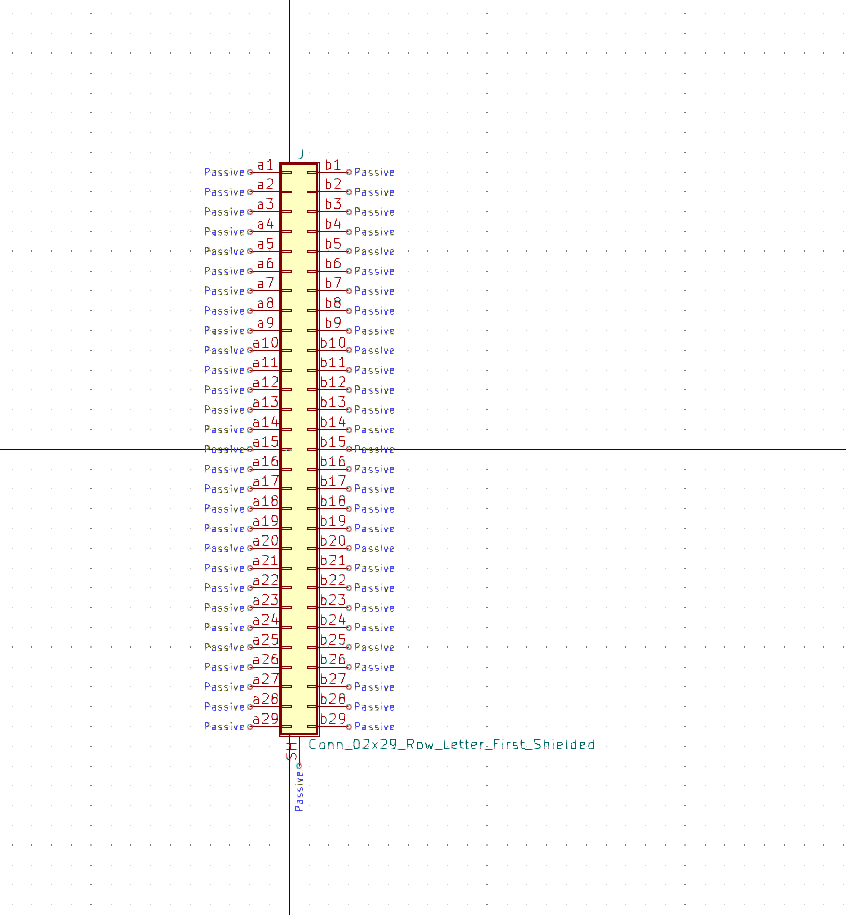 J
Passive a1 b1 Passive
Passive a2 b2 Passive
Passive a3 b3 Passive
Passive a4 b4 Passive
Passive a5 b5 Passive
Passive a6 b6 Passive
Passive a7 b7 Passive
Passive a8 b8 Passive
Passive a9 b9 Passive
Passive a10 b10 Passive
Passive a11 b11 Passive
Passive a12 b12 Passive
Passive a13 b13 Passive
Passive a14 b14 Passive
Passive a15 b15 Passive
Passive a16 b16 Passive
Passive a17 b17 Passive
Passive a18 b18 Passive
Passive a19 b19 Passive
Passive a20 b20 Passive
Passive a21 b21 Passive
Passive a22 b22 Passive
Passive a23 b23 Passive
Passive a24 b24 Passive
Passive a25 b25 Passive
Passive a26 b26 Passive
Passive a27 b27 Passive
Passive a28 b28 Passive
Passive a29 b29 Passive
SH
Conn_02x29_Row_Letter_First_Shielded
Passive